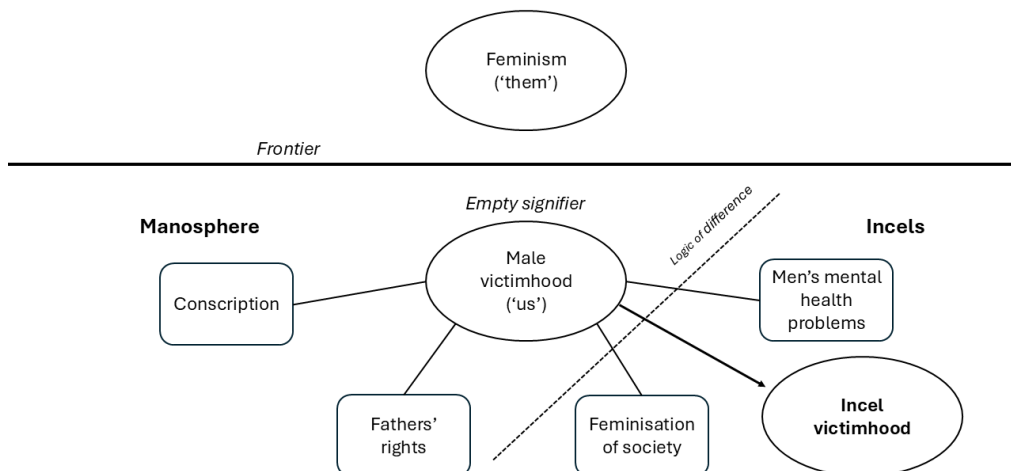 Feminism
(‘them’)
Frontier
Empty signifier
Logic of difference
Manosphere
Incels
Male
victimhood
(‘us’)
Men’s mental
health
problems
Conscription
Incel
victimhood
Fathers’
rights
Feminisation
of society